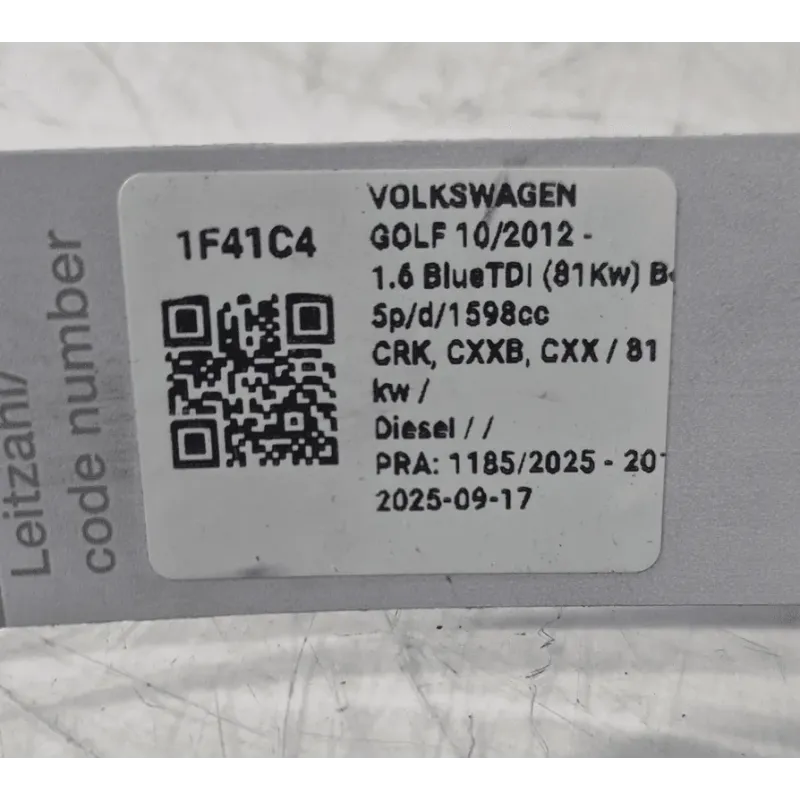 Leitzahl/
code number
1F41C4
VOLKSWAGEN
GOLF 10/2012 -
1.6 BlueTDI (81Kw)
5p/d/1598cc
CRK, CXXB, CXX / 81
kw /
Diesel / /
PRA: 1185/2025 - 20
2025-09-17